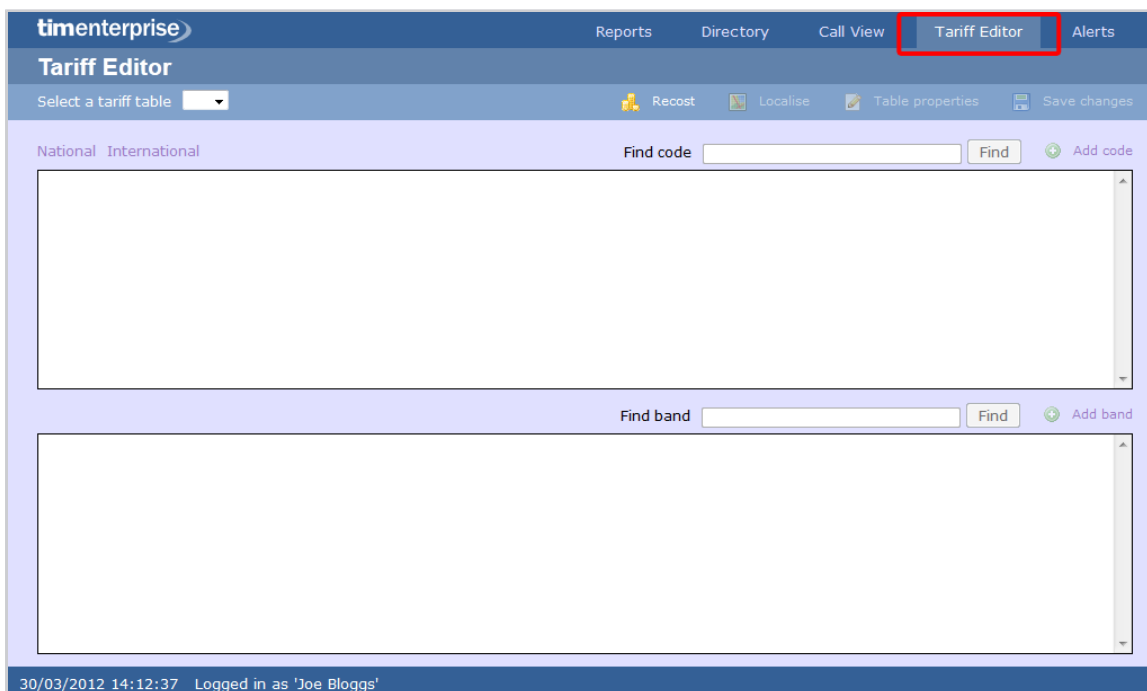 timenterprise Reports Directory Call View Tariff Editor Alerts
Tariff Editor
Select a tariff table Recost Localise Table properties Save changes
National International Find code Find Add code
Find band Find Add band
30/03/2012 14:12:37 Logged in as 'Joe Bloggs'